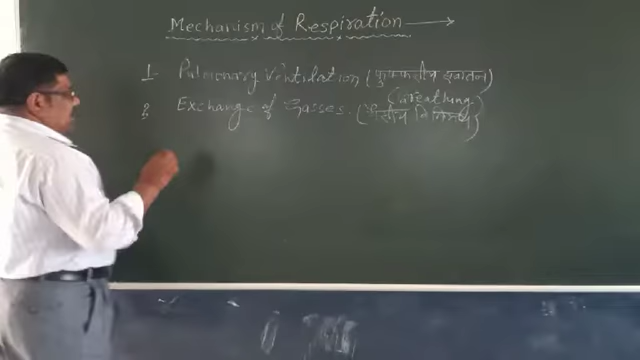 Mechanism of Respiration →
1. Pulmonary Ventilation (फुफ्फुसीय श्वसन)
(Breathing)
2. Exchange of Gasses. (गैसीय विनिमय)